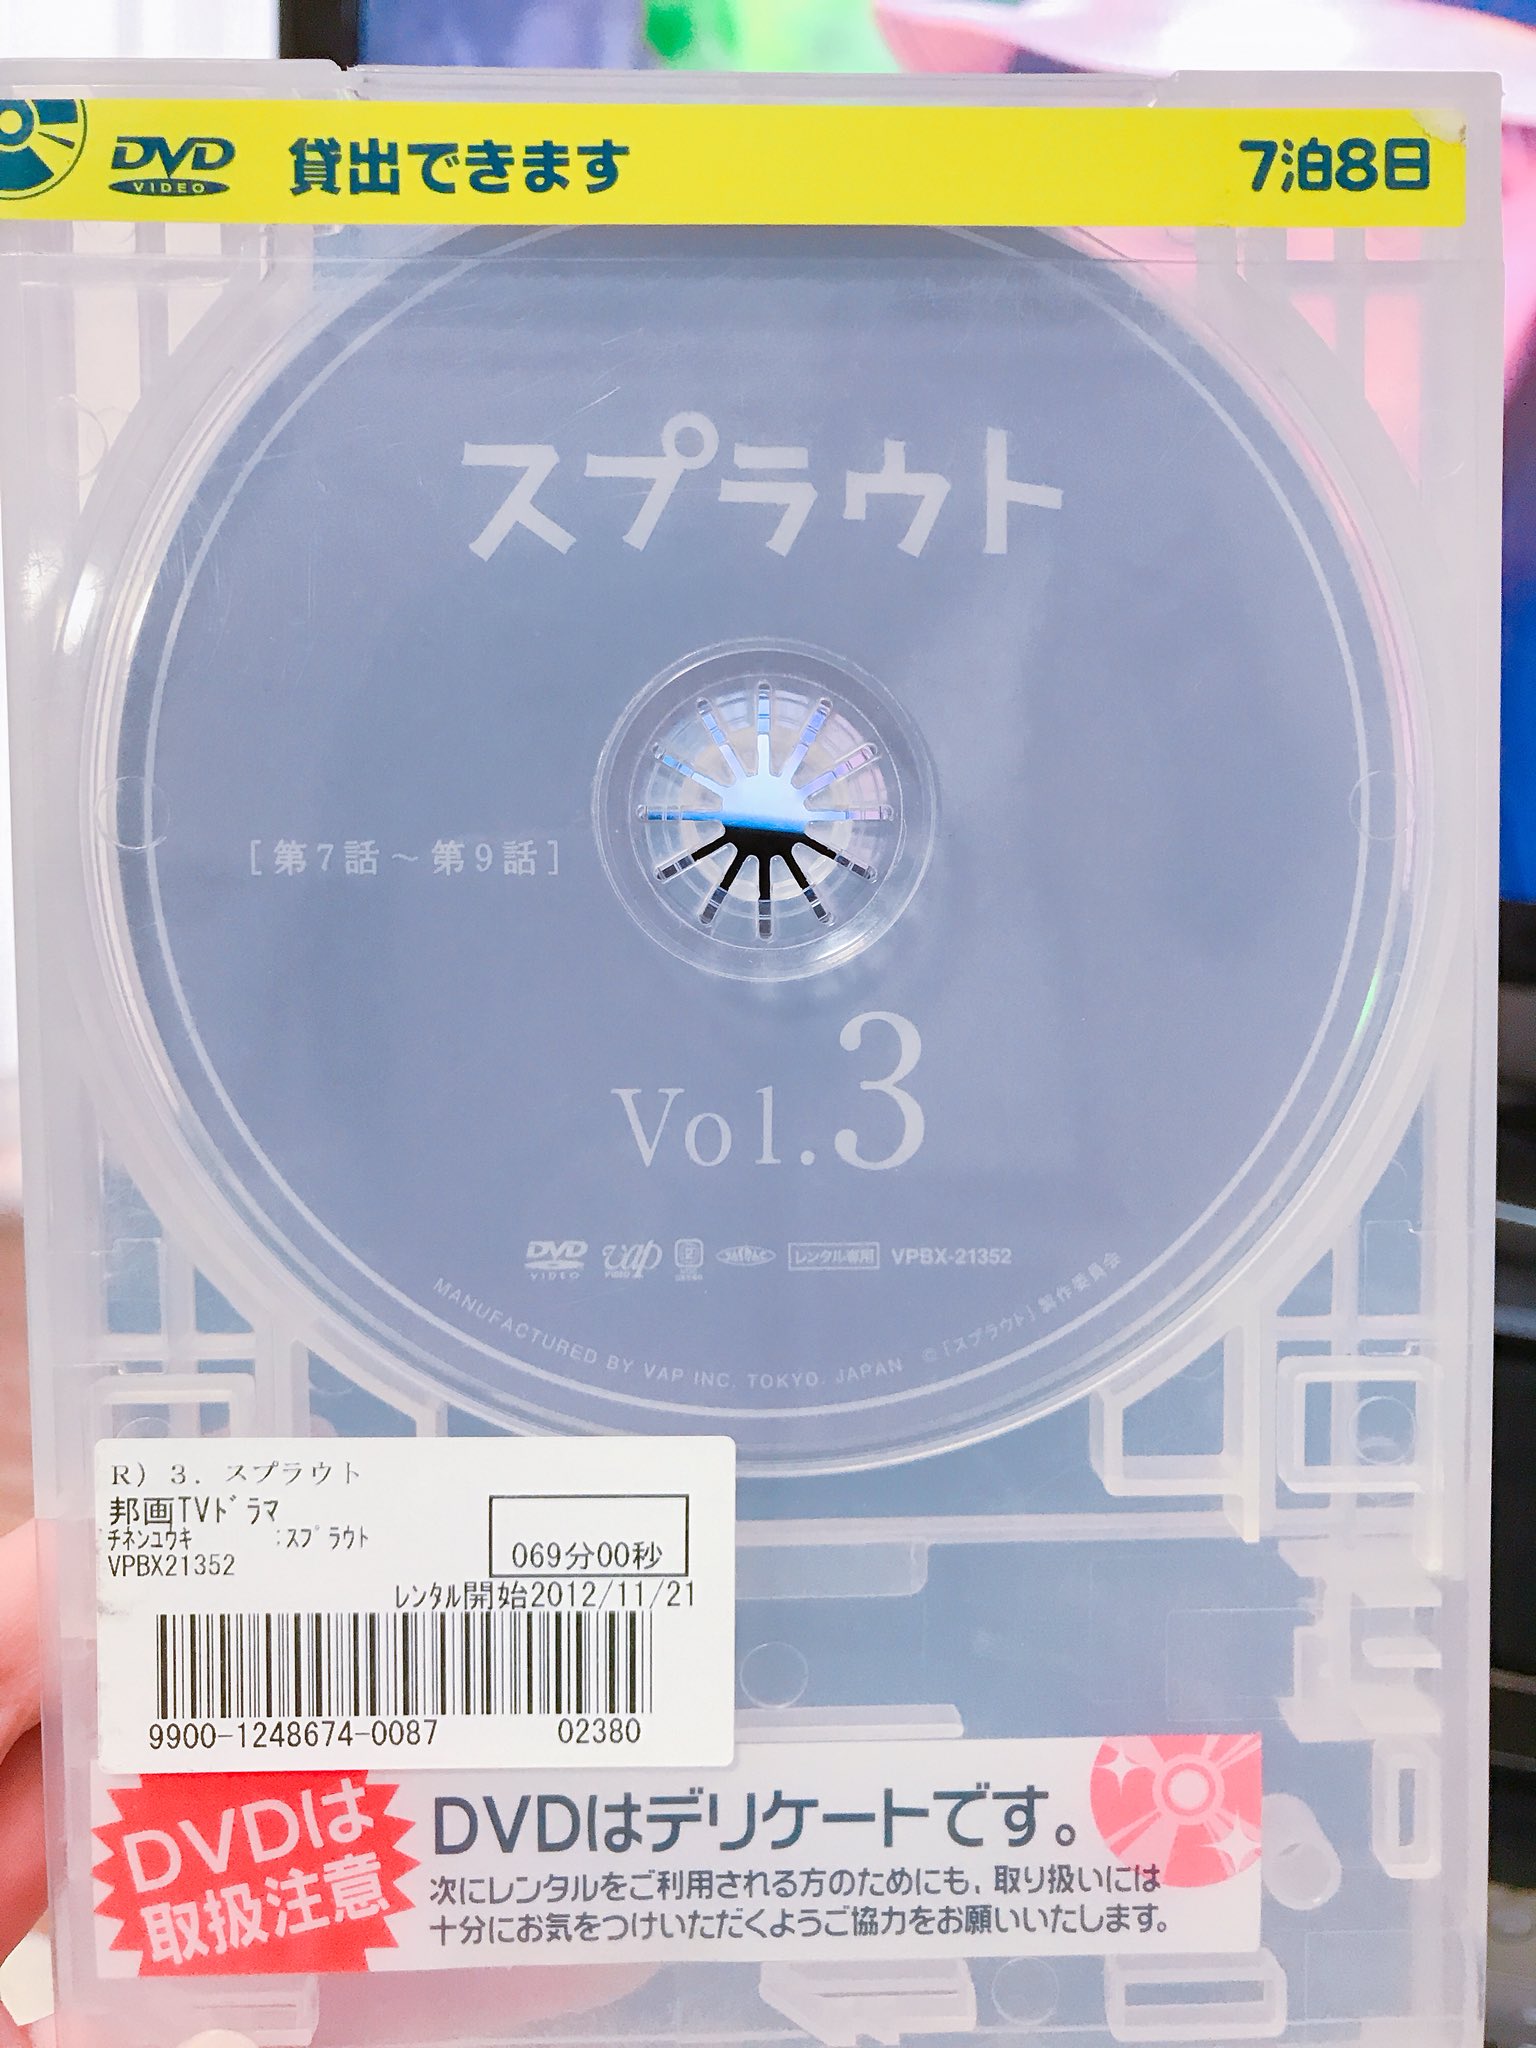 DVD VIDEO 貸出できます 7泊8日
スプラウト
[第7話～第9話]
Vol.3
DVD VIDEO vap VIDEO 2 レンタル専用 VPBX-21352
MANUFACTURED BY VAP INC. TOKYO. JAPAN ©「スプラウト」製作委員会
R) 3. スプラウト
邦画TVﾄﾞﾗﾏ
ﾁﾈﾝﾕｳｷ :ｽﾌﾟﾗｳﾄ
VPBX21352
069分00秒
ﾚﾝﾀﾙ開始2012/11/21
9900-1248674-0087 02380
DVDは
取扱注意
DVDはデリケートです。
次にレンタルをご利用される方のためにも、取り扱いには
十分にお気をつけいただくようご協力をお願いいたします。